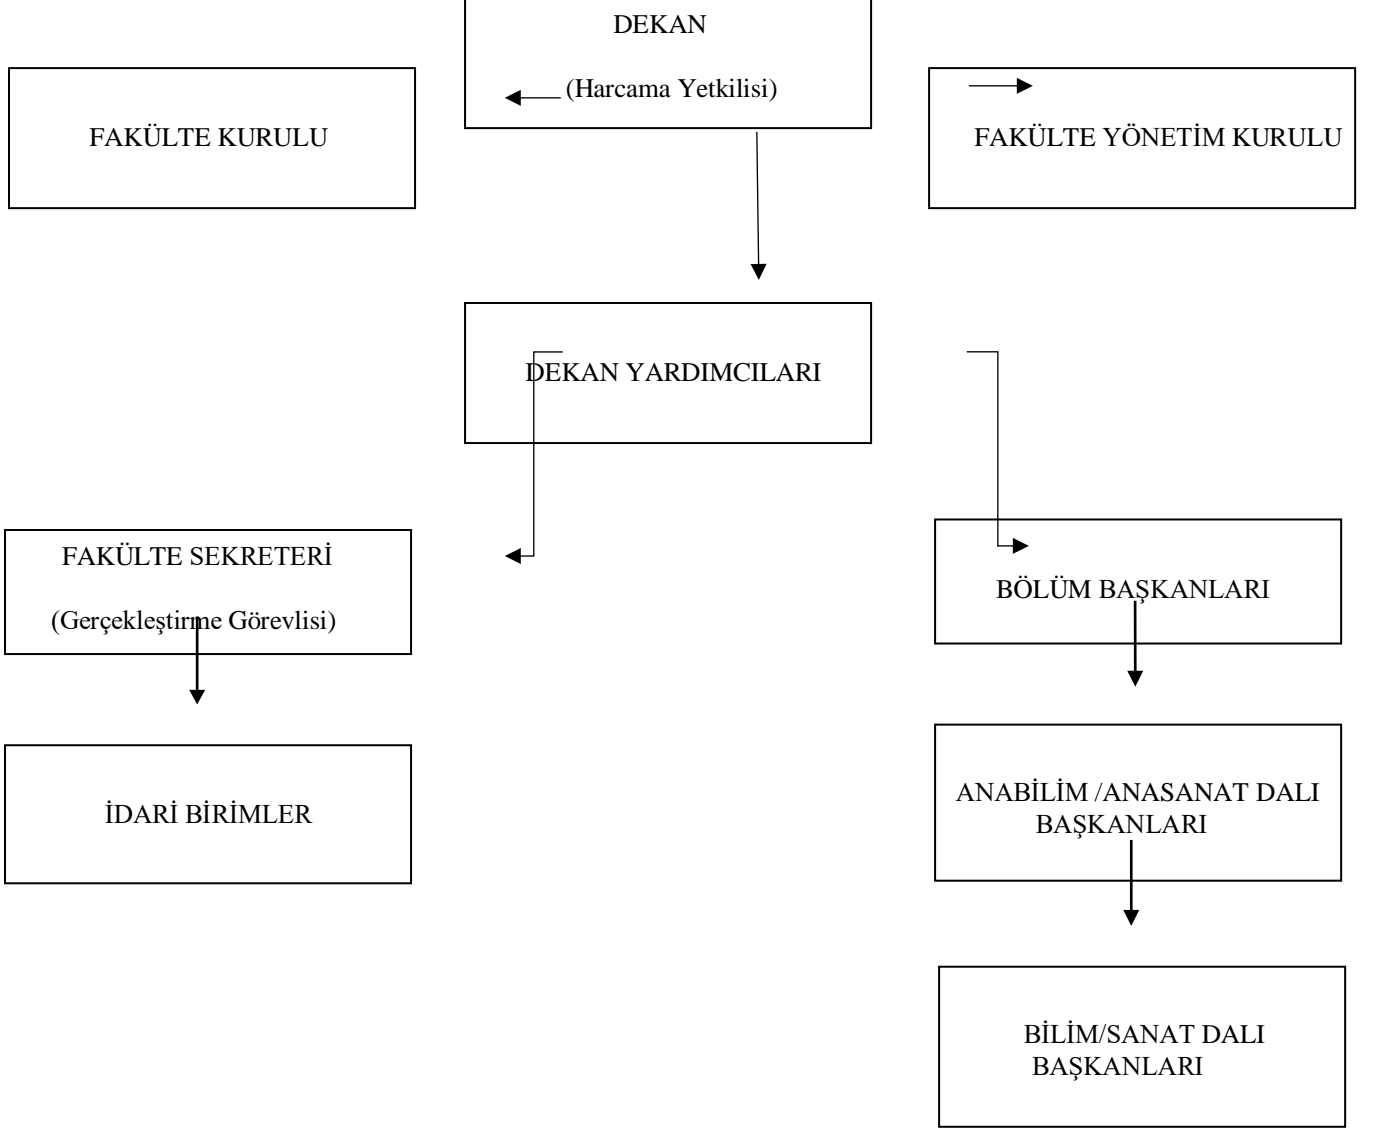 DEKAN
(Harcama Yetkilisi)
FAKÜLTE KURULU
FAKÜLTE YÖNETİM KURULU
DEKAN YARDIMCILARI
FAKÜLTE SEKRETERİ
(Gerçekleştirme Görevlisi)
BÖLÜM BAŞKANLARI
İDARİ BİRİMLER
ANABİLİM /ANASANAT DALI
BAŞKANLARI
BİLİM/SANAT DALI
BAŞKANLARI